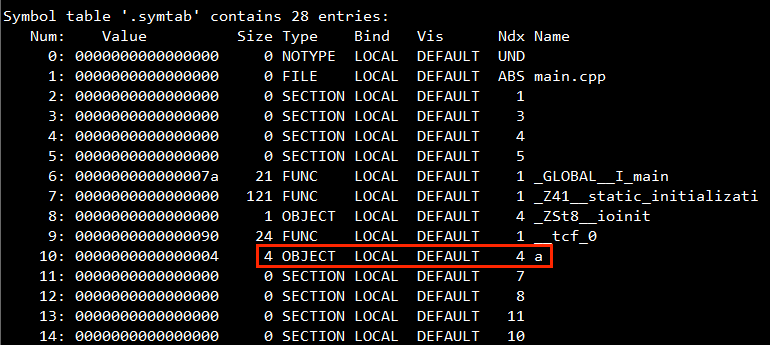 Symbol table '.symtab' contains 28 entries:
Num: Value Size Type Bind Vis Ndx Name
0: 0000000000000000 0 NOTYPE LOCAL DEFAULT UND
1: 0000000000000000 0 FILE LOCAL DEFAULT ABS main.cpp
2: 0000000000000000 0 SECTION LOCAL DEFAULT 1
3: 0000000000000000 0 SECTION LOCAL DEFAULT 3
4: 0000000000000000 0 SECTION LOCAL DEFAULT 4
5: 0000000000000000 0 SECTION LOCAL DEFAULT 5
6: 000000000000007a 21 FUNC LOCAL DEFAULT 1 _GLOBAL__I_main
7: 0000000000000000 121 FUNC LOCAL DEFAULT 1 _Z41__static_initializati
8: 0000000000000000 1 OBJECT LOCAL DEFAULT 4 _ZSt8__ioinit
9: 0000000000000090 24 FUNC LOCAL DEFAULT 1 __tcf_0
10: 0000000000000004 4 OBJECT LOCAL DEFAULT 4 a
11: 0000000000000000 0 SECTION LOCAL DEFAULT 7
12: 0000000000000000 0 SECTION LOCAL DEFAULT 8
13: 0000000000000000 0 SECTION LOCAL DEFAULT 11
14: 0000000000000000 0 SECTION LOCAL DEFAULT 10